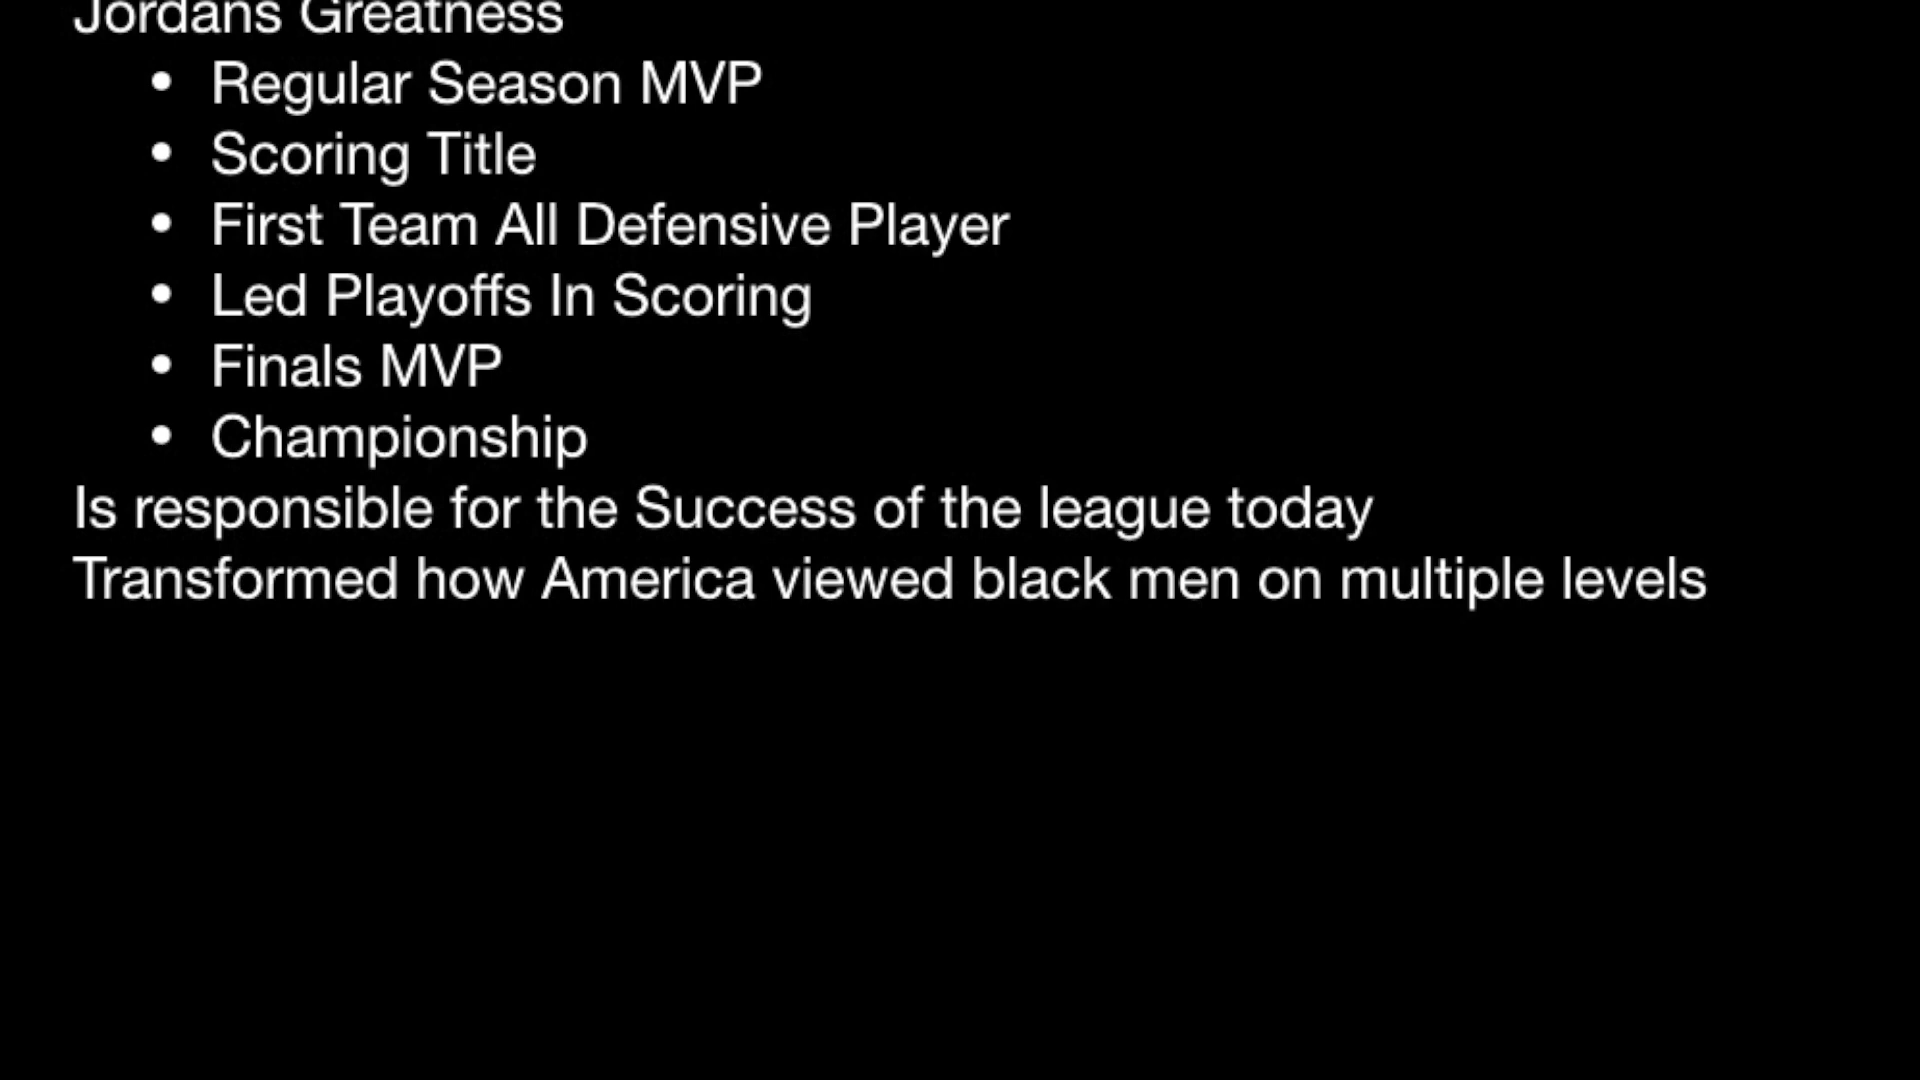 Jordans Greatness
• Regular Season MVP
• Scoring Title
• First Team All Defensive Player
• Led Playoffs In Scoring
• Finals MVP
• Championship
Is responsible for the Success of the league today
Transformed how America viewed black men on multiple levels